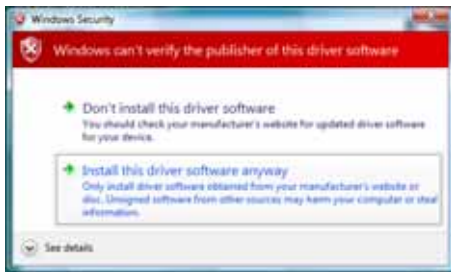 Windows Security
Windows can't verify the publisher of this driver software
Don't install this driver software
You should check your manufacturer's website for updated driver software
for your device.
Install this driver software anyway
Only install driver software obtained from your manufacturer's website or
disc. Unsigned software from other sources may harm your computer or steal
information.
See details